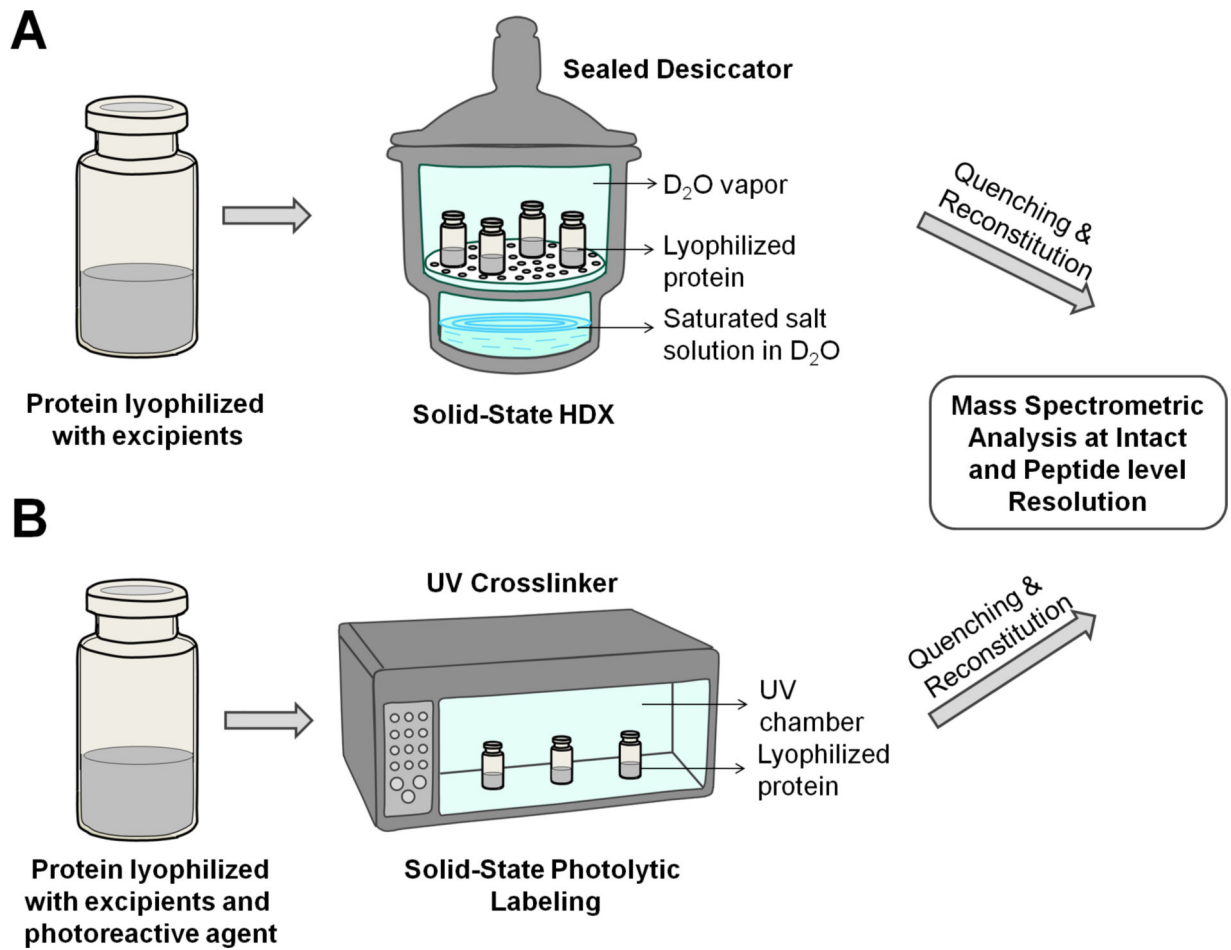 A
Sealed Desiccator
D₂O vapor
Lyophilized
protein
Saturated salt
solution in D₂O
Protein lyophilized
with excipients
Solid-State HDX
Quenching &
Reconstitution
Mass Spectrometric
Analysis at Intact
and Peptide level
Resolution
B
UV Crosslinker
UV
chamber
Lyophilized
protein
Protein lyophilized
with excipients and
photoreactive agent
Solid-State Photolytic
Labeling
Quenching &
Reconstitution